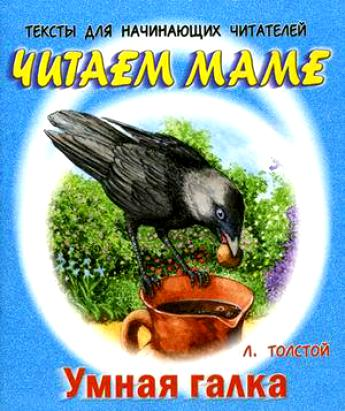 ТЕКСТЫ ДЛЯ НАЧИНАЮЩИХ ЧИТАТЕЛЕЙ
ЧИТАЕМ МАМЕ
Л. ТОЛСТОЙ
Умная галка